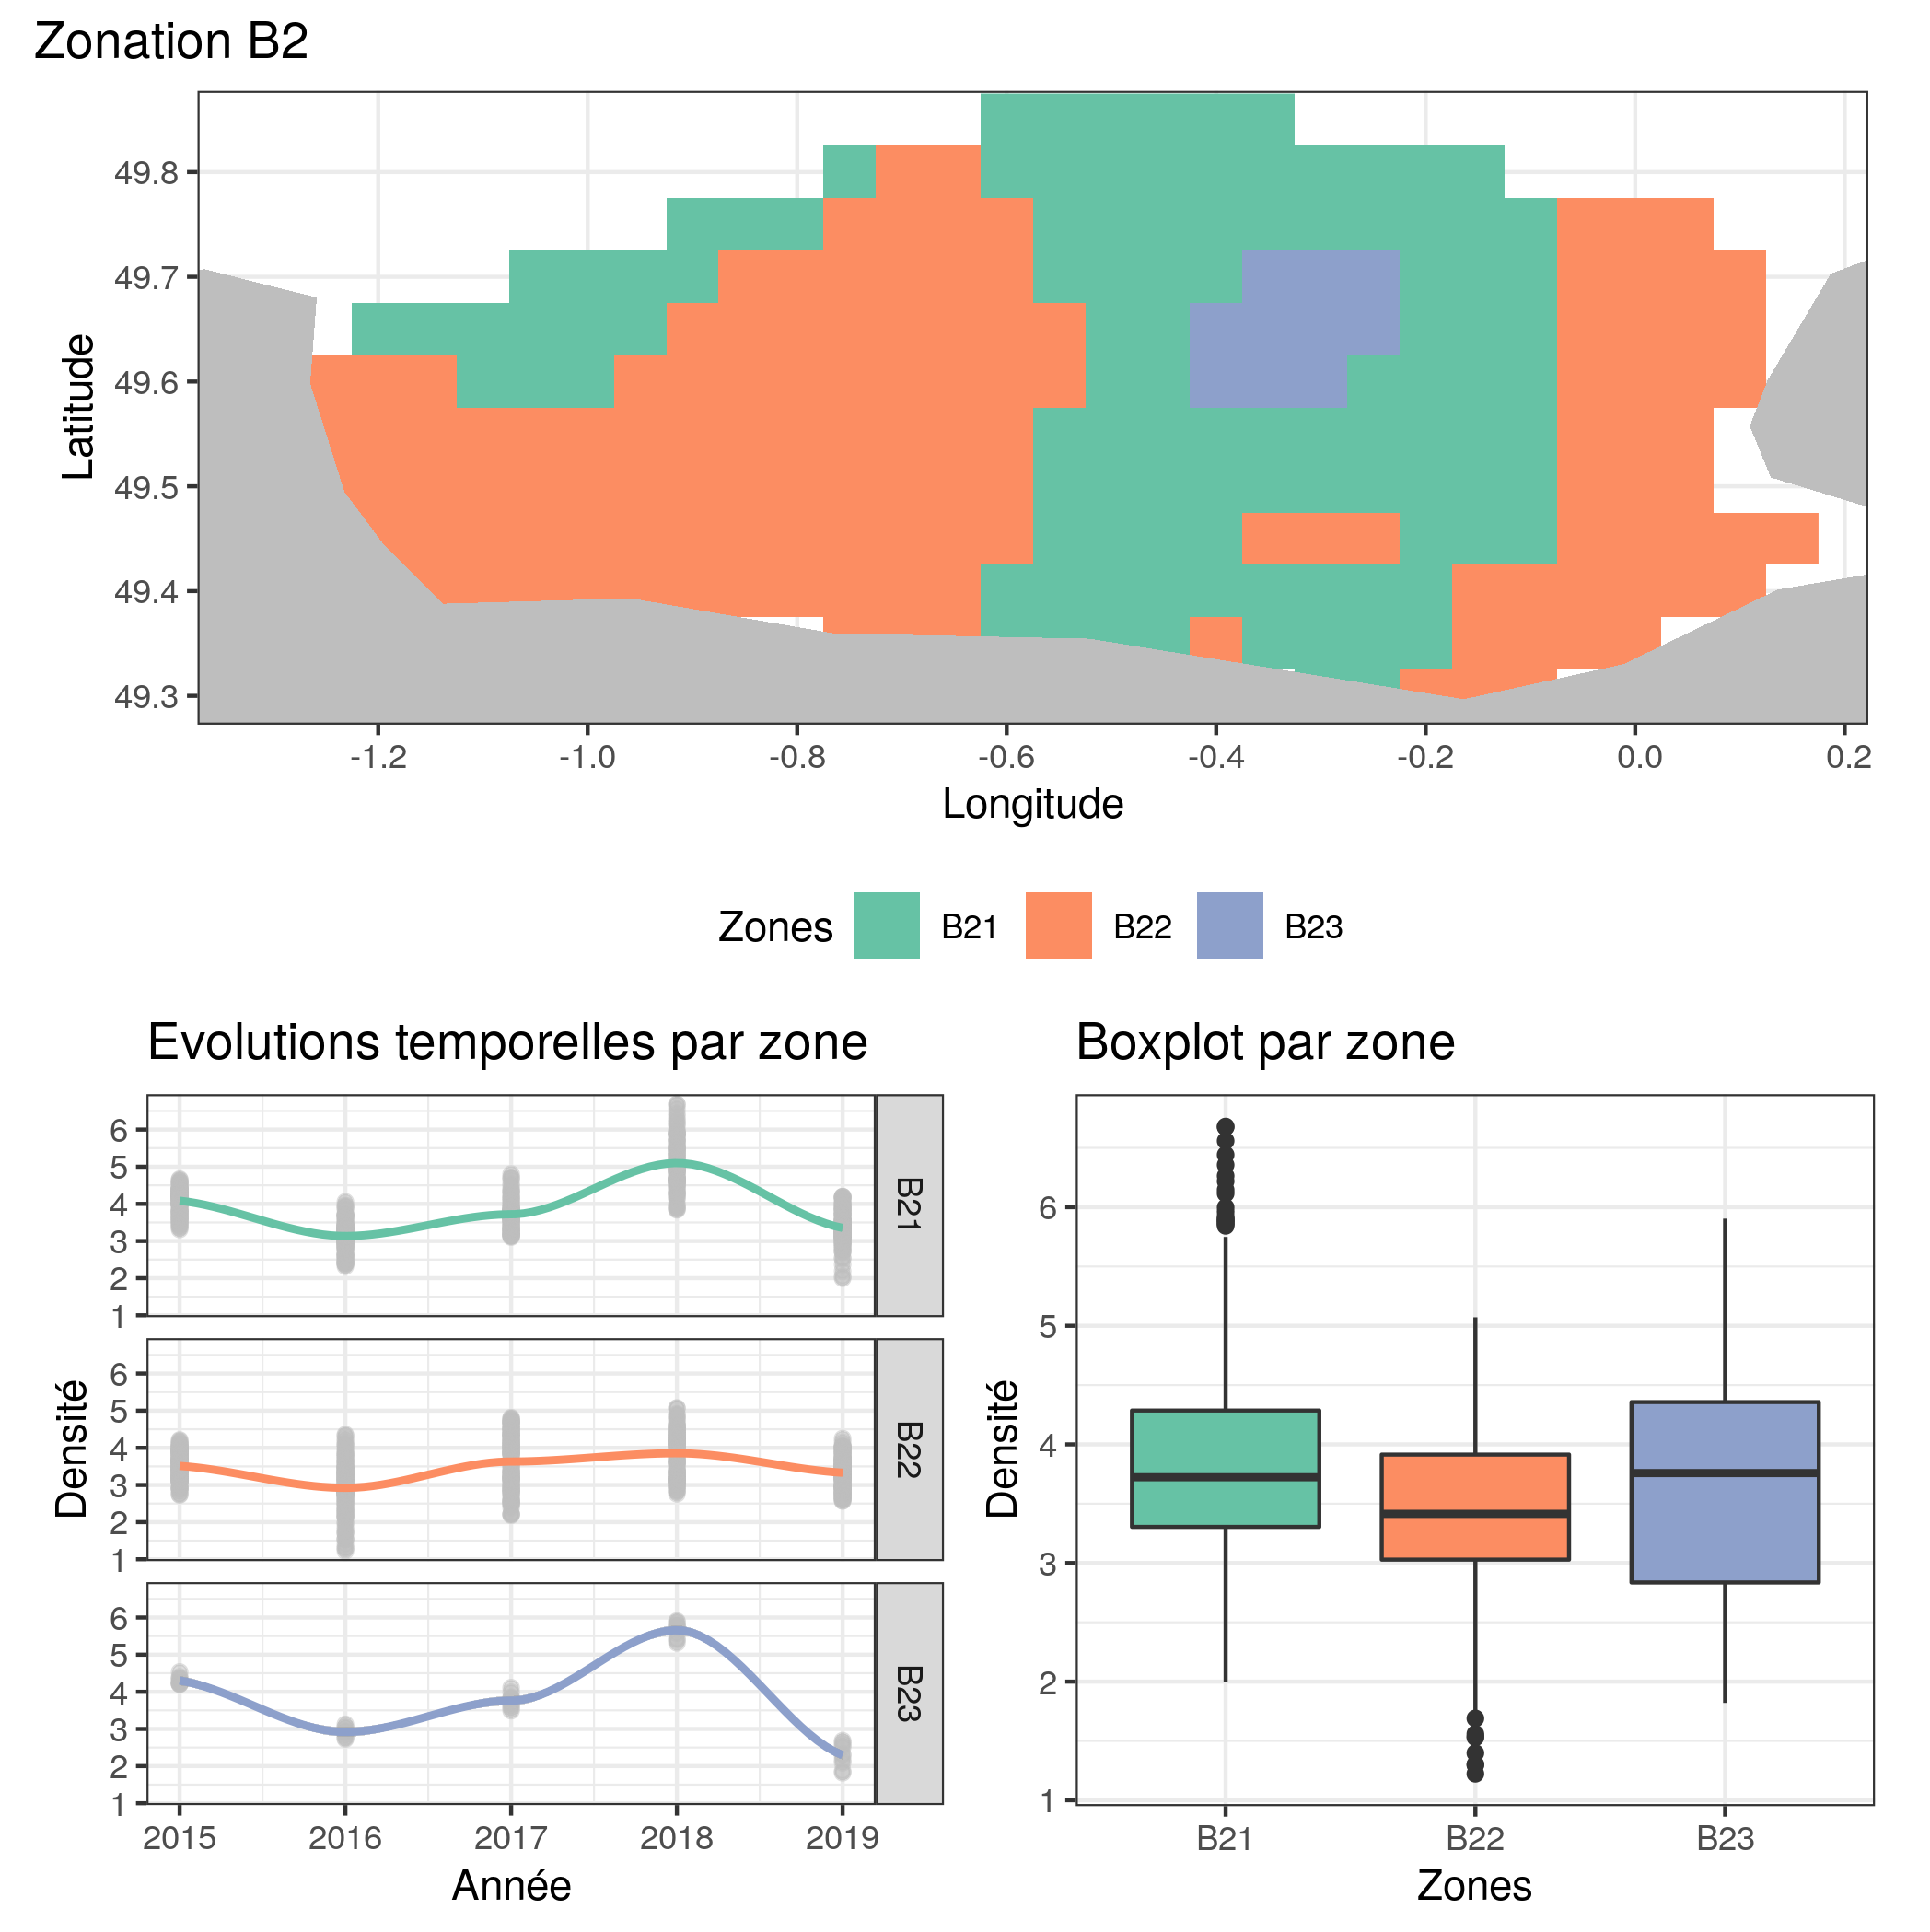 Zonation B2
49.8
49.7
49.6
49.5
49.4
49.3
Latitude
-1.2 -1.0 -0.8 -0.6 -0.4 -0.2 0.0 0.2
Longitude
Zones B21 B22 B23
Evolutions temporelles par zone
6
5
4
3
2
1
B21
6
5
4
3
2
1
B22
6
5
4
3
2
1
B23
Densité
2015 2016 2017 2018 2019
Année
Boxplot par zone
6
5
4
3
2
1
Densité
B21 B22 B23
Zones